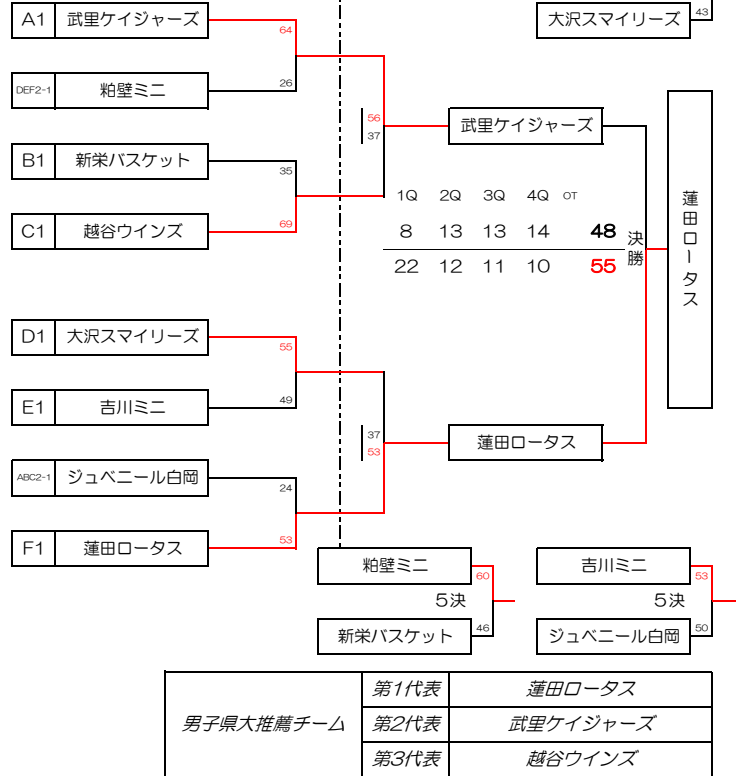 A1 武里ケイジャーズ 64
大沢スマイリーズ 43
DEF2-1 粕壁ミニ 26
56
37
武里ケイジャーズ
B1 新栄バスケット 35
C1 越谷ウインズ 69
1Q 2Q 3Q 4Q OT
8 13 13 14 48
22 12 11 10 55
決勝
蓮田ロータス
D1 大沢スマイリーズ 55
E1 吉川ミニ 49
37
53
蓮田ロータス
ABC2-1 ジュベニール白岡 24
F1 蓮田ロータス 53
粕壁ミニ 60
5決
新栄バスケット 46
吉川ミニ 53
5決
ジュベニール白岡 50
男子県大推薦チーム
第1代表 蓮田ロータス
第2代表 武里ケイジャーズ
第3代表 越谷ウインズ